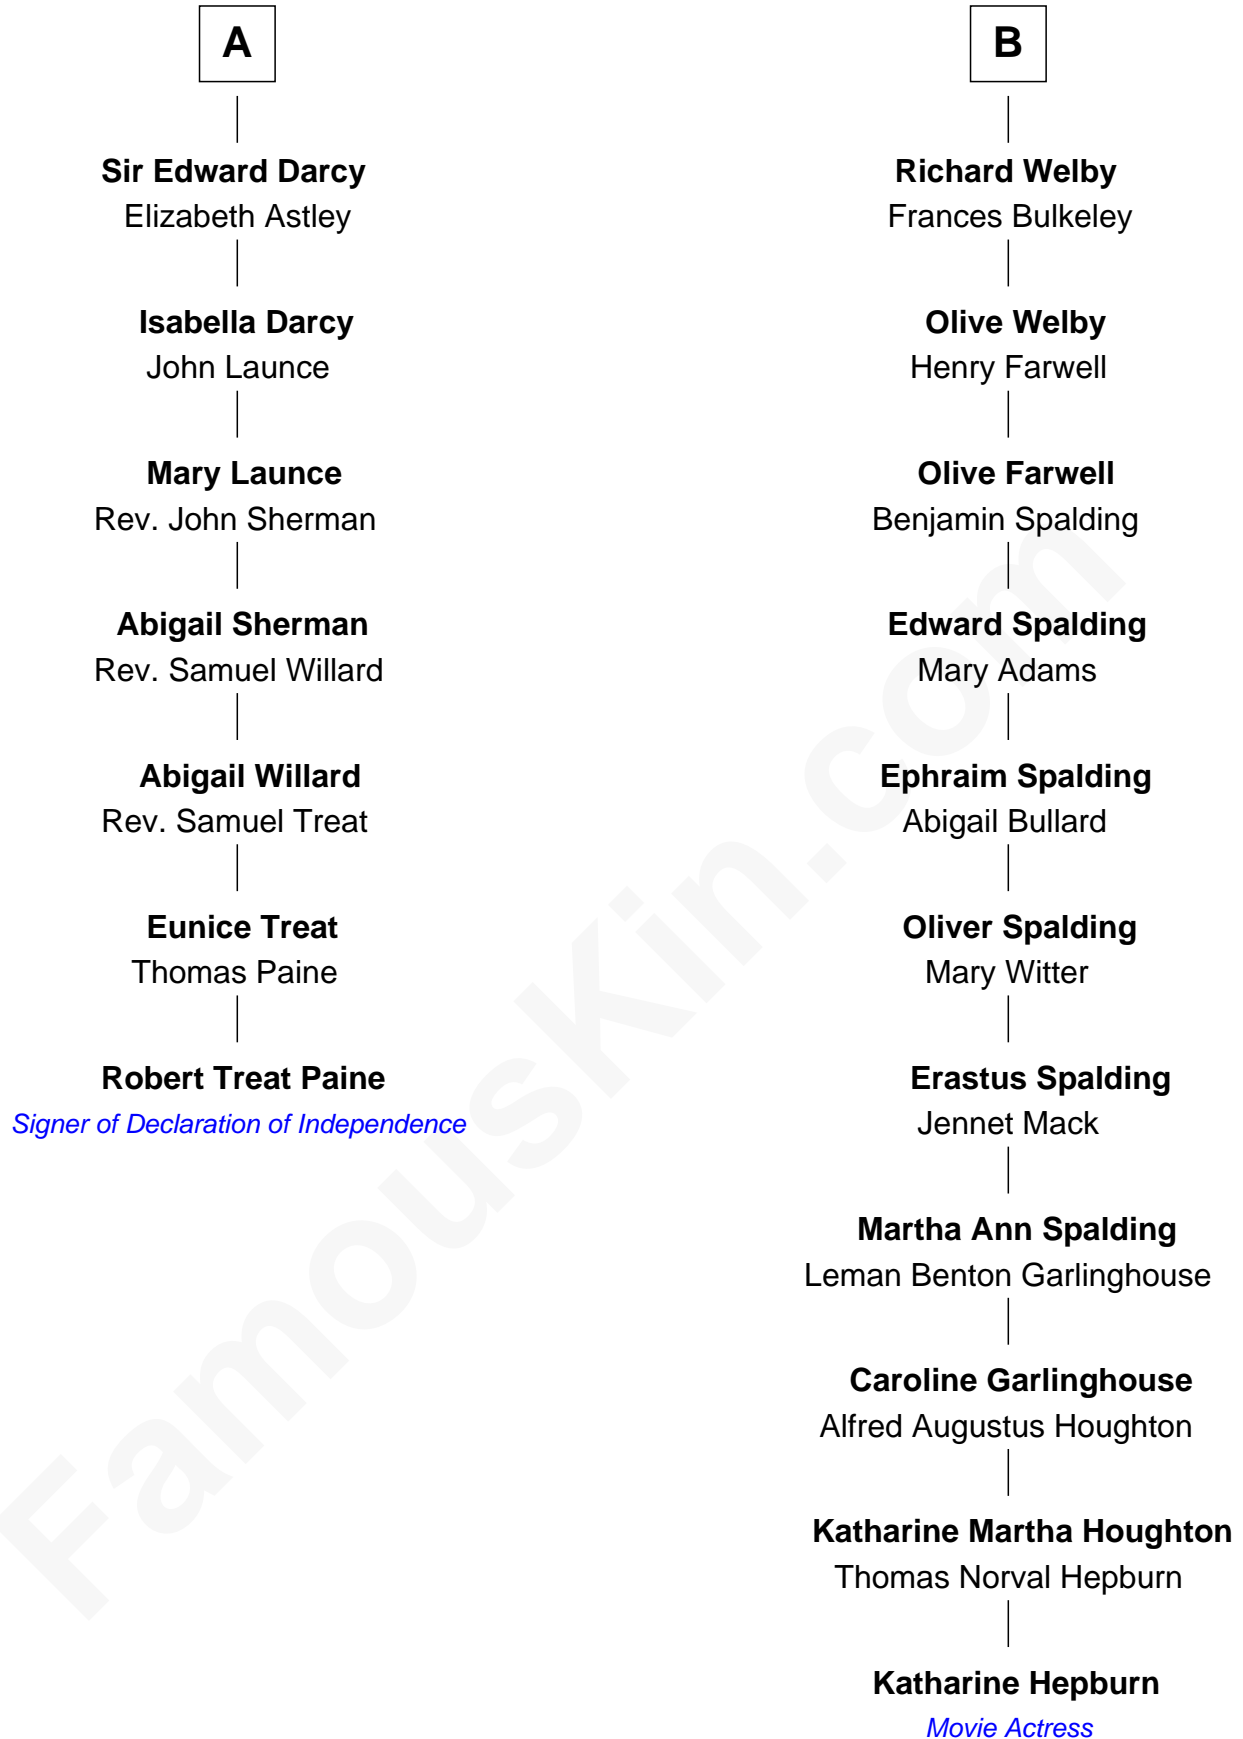 A
Sir Edward Darcy
Elizabeth Astley
Isabella Darcy
John Launce
Mary Launce
Rev. John Sherman
Abigail Sherman
Rev. Samuel Willard
Abigail Willard
Rev. Samuel Treat
Eunice Treat
Thomas Paine
Robert Treat Paine
Signer of Declaration of Independence
B
Richard Welby
Frances Bulkeley
Olive Welby
Henry Farwell
Olive Farwell
Benjamin Spalding
Edward Spalding
Mary Adams
Ephraim Spalding
Abigail Bullard
Oliver Spalding
Mary Witter
Erastus Spalding
Jennet Mack
Martha Ann Spalding
Leman Benton Garlinghouse
Caroline Garlinghouse
Alfred Augustus Houghton
Katharine Martha Houghton
Thomas Norval Hepburn
Katharine Hepburn
Movie Actress
FamousKin.com